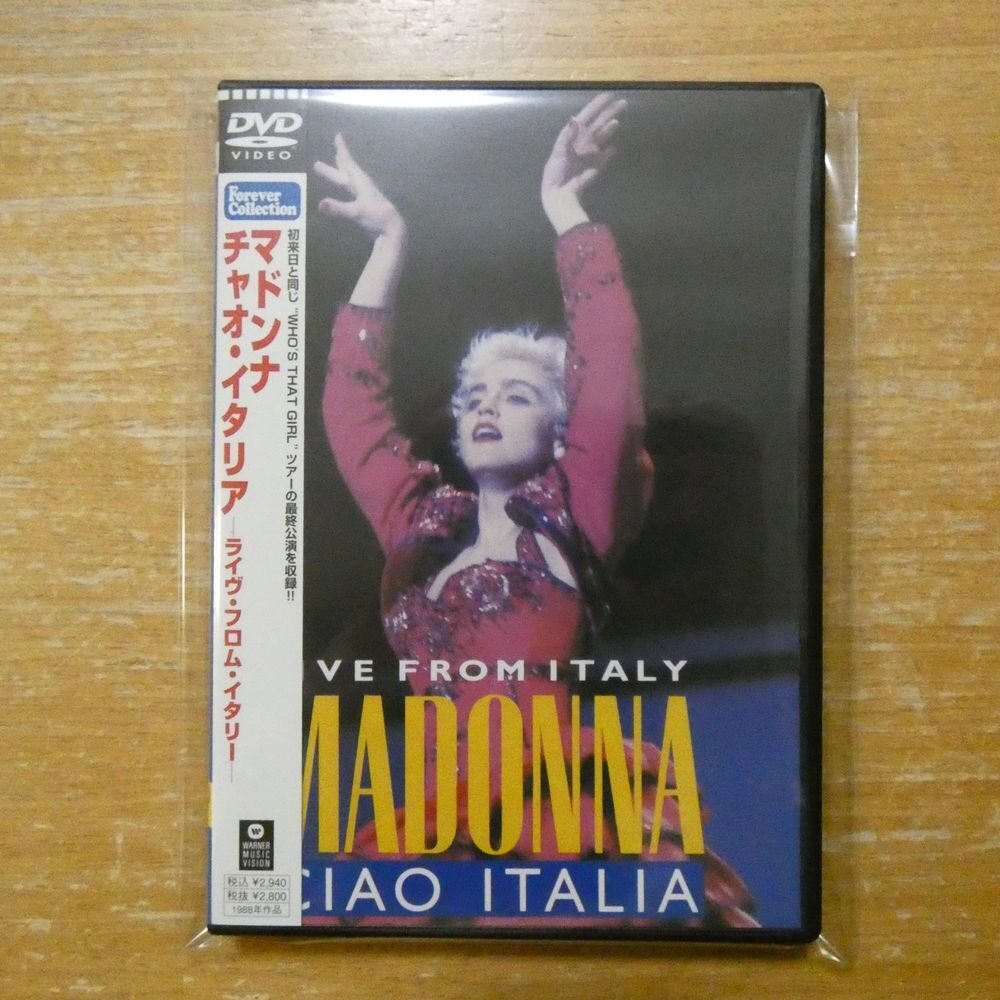 DVD
VIDEO
Forever
Collection
初来日と同じ“WHO'S THAT GIRL”ツアーの最終公演を収録!!
マドンナ
チャオ・イタリア
―ライヴ・フロム・イタリー―
IVE FROM ITALY
MADONNA
CIAO ITALIA
WARNER
MUSIC
VISION
税込 ¥2,940
税抜 ¥2,800
1988年作品